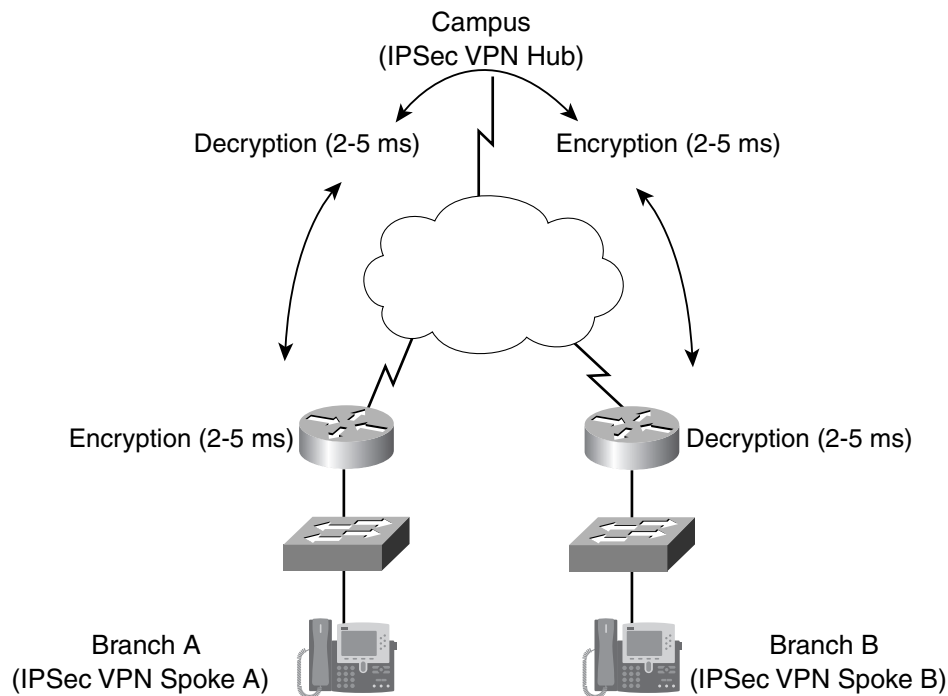 Campus
(IPSec VPN Hub)
Decryption (2-5 ms)
Encryption (2-5 ms)
Encryption (2-5 ms)
Decryption (2-5 ms)
Branch A
(IPSec VPN Spoke A)
Branch B
(IPSec VPN Spoke B)